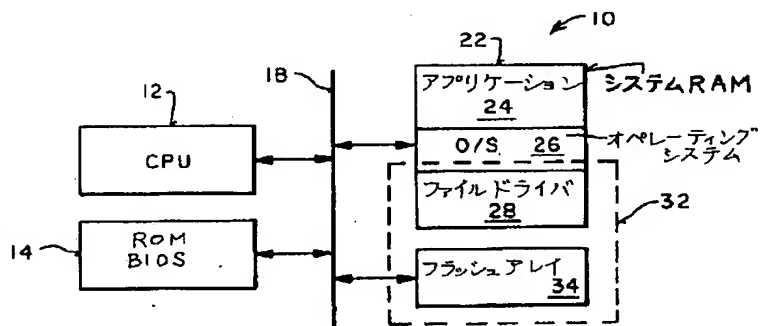 10
22
18
12
アプリケーション
24
システムRAM
CPU
O/S 26
オペレーティング
システム
ファイルドライバ
28
32
14
ROM
BIOS
フラッシュアレイ
34